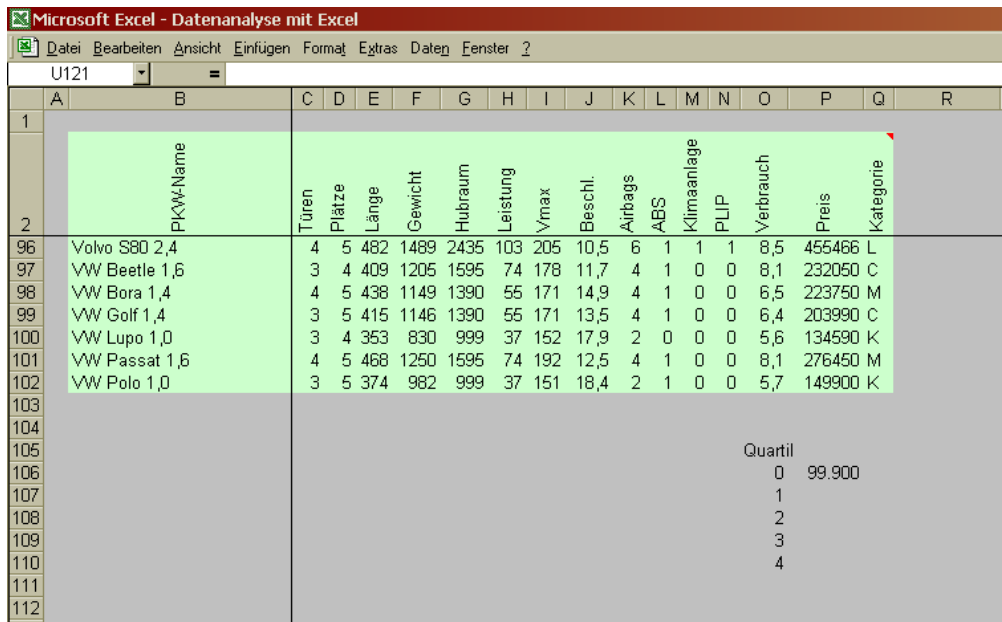 Microsoft Excel - Datenanalyse mit Excel
Datei Bearbeiten Ansicht Einfügen Format Extras Daten Fenster ?
U121 =
A B C D E F G H I J K L M N O P Q R
1
2 PKW-Name Türen Plätze Länge Gewicht Hubraum Leistung Vmax Beschl. Airbags ABS Klimaanlage PLIP Verbrauch Preis Kategorie
96 Volvo S80 2,4 4 5 482 1489 2435 103 205 10,5 6 1 1 1 8,5 455466 L
97 VW Beetle 1,6 3 4 409 1205 1595 74 178 11,7 4 1 0 0 8,1 232050 C
98 VW Bora 1,4 4 5 438 1149 1390 55 171 14,9 4 1 0 0 6,5 223750 M
99 VW Golf 1,4 3 5 415 1146 1390 55 171 13,5 4 1 0 0 6,4 203990 C
100 VW Lupo 1,0 3 4 353 830 999 37 152 17,9 2 0 0 0 5,6 134590 K
101 VW Passat 1,6 4 5 468 1250 1595 74 192 12,5 4 1 0 0 8,1 276450 M
102 VW Polo 1,0 3 5 374 982 999 37 151 18,4 2 1 0 0 5,7 149900 K
103
104
105 Quartil
106 0 99.900
107 1
108 2
109 3
110 4
111
112